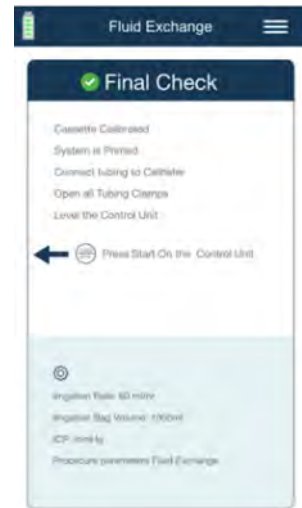 Fluid Exchange
Final Check
Cassette Calibrated
System is Primed
Connect tubing to Catheter
Open all Tubing Clamps
Level the Control Unit
Press Start On the Control Unit
Irrigation Rate: 60 ml/hr
Irrigation Bag Volume: 1000ml
ICP: mmHg
Procedure parameters Fluid Exchange